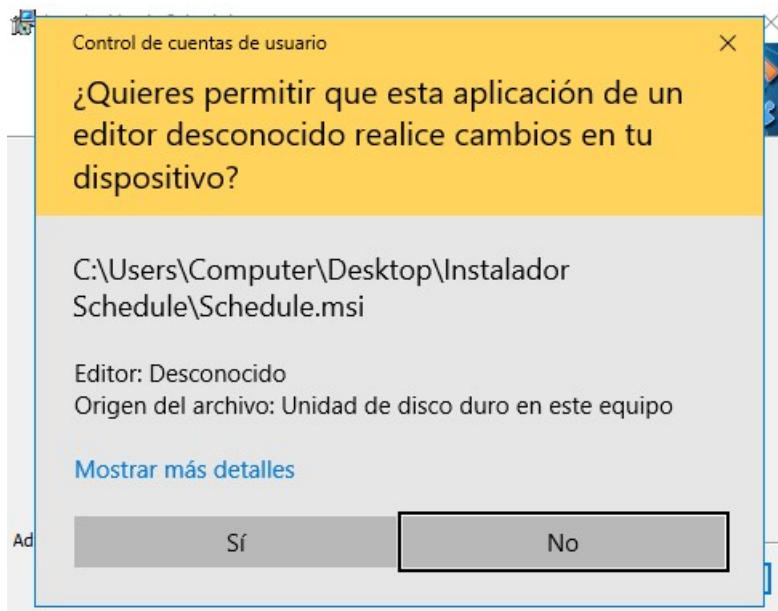 Control de cuentas de usuario
¿Quieres permitir que esta aplicación de un
editor desconocido realice cambios en tu
dispositivo?
C:\Users\Computer\Desktop\Instalador
Schedule\Schedule.msi
Editor: Desconocido
Origen del archivo: Unidad de disco duro en este equipo
Mostrar más detalles
Ad
Sí No